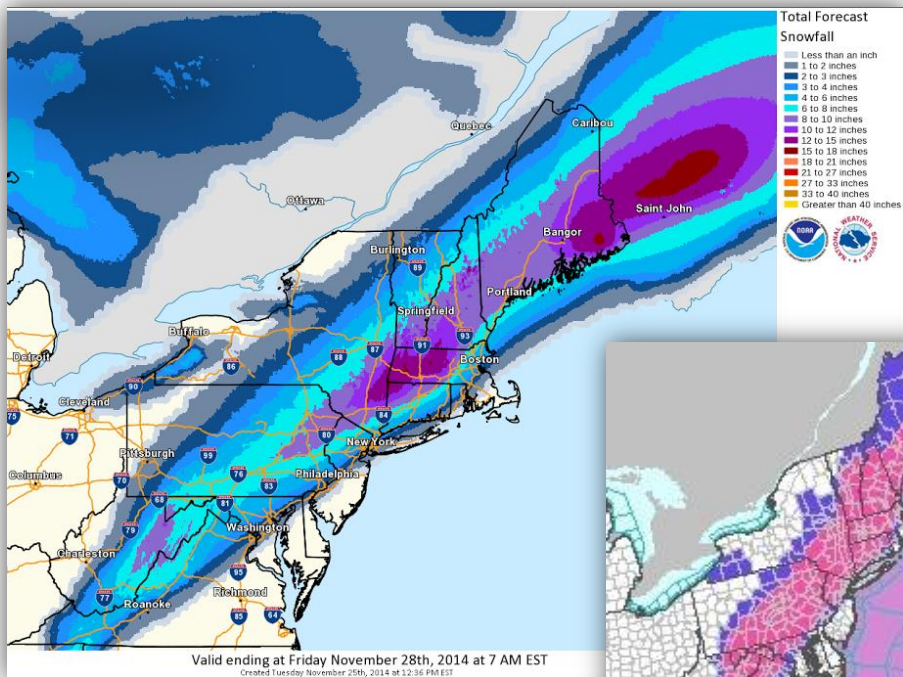 Total Forecast
Snowfall
Less than an inch
1 to 2 inches
2 to 3 inches
3 to 4 inches
4 to 6 inches
6 to 8 inches
8 to 10 inches
10 to 12 inches
12 to 15 inches
15 to 18 inches
18 to 21 inches
21 to 27 inches
27 to 33 inches
33 to 40 inches
Greater than 40 inches
NOAA
NATIONAL WEATHER SERVICE
Quebec
Caribou
Ottawa
Saint John
Bangor
Burlington
89
Portland
Springfield
Buffalo
93
87
91
88
Boston
Detroit
86
90
Cleveland
84
75
71
80
New York
Pittsburgh
99
Columbus
70
76
Philadelphia
68
83
81
79
Washington
Charleston
95
77
Richmond
Roanoke
85
64
Valid ending at Friday November 28th, 2014 at 7 AM EST
Created Tuesday November 25th, 2014 at 12:36 PM EST